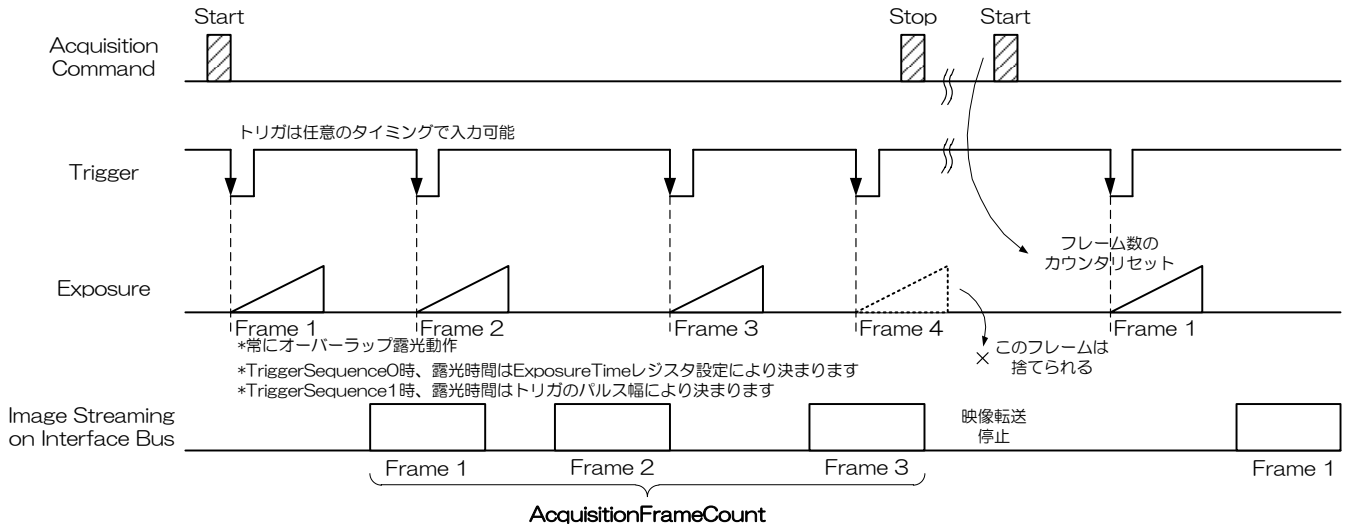 Start
Stop
Start
Acquisition
Command
トリガは任意のタイミングで入力可能
Trigger
フレーム数の
カウンタリセット
Exposure
Frame 1
Frame 2
Frame 3
Frame 4
Frame 1
*常にオーバーラップ露光動作
*TriggerSequence0時、露光時間はExposureTimeレジスタ設定により決まります
*TriggerSequence1時、露光時間はトリガのパルス幅により決まります
×このフレームは
捨てられる
Image Streaming
on Interface Bus
映像転送
停止
Frame 1
Frame 2
Frame 3
Frame 1
AcquisitionFrameCount